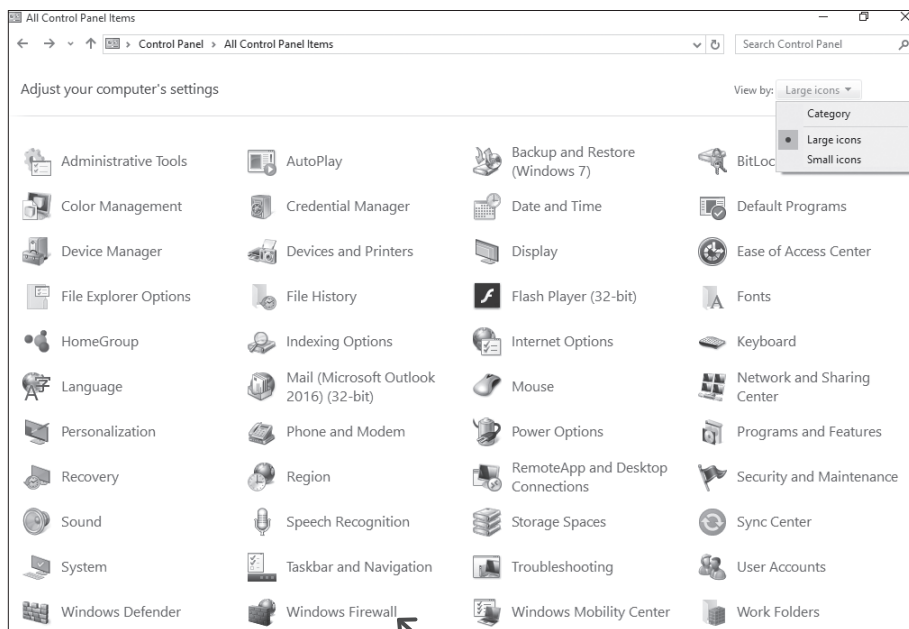 All Control Panel Items
Control Panel > All Control Panel Items
Search Control Panel
Adjust your computer's settings
View by: Large icons
Category
Large icons
Small icons
Administrative Tools
AutoPlay
Backup and Restore
(Windows 7)
BitLoc
Color Management
Credential Manager
Date and Time
Default Programs
Device Manager
Devices and Printers
Display
Ease of Access Center
File Explorer Options
File History
Flash Player (32-bit)
Fonts
HomeGroup
Indexing Options
Internet Options
Keyboard
Language
Mail (Microsoft Outlook
2016) (32-bit)
Mouse
Network and Sharing
Center
Personalization
Phone and Modem
Power Options
Programs and Features
Recovery
Region
RemoteApp and Desktop
Connections
Security and Maintenance
Sound
Speech Recognition
Storage Spaces
Sync Center
System
Taskbar and Navigation
Troubleshooting
User Accounts
Windows Defender
Windows Firewall
Windows Mobility Center
Work Folders